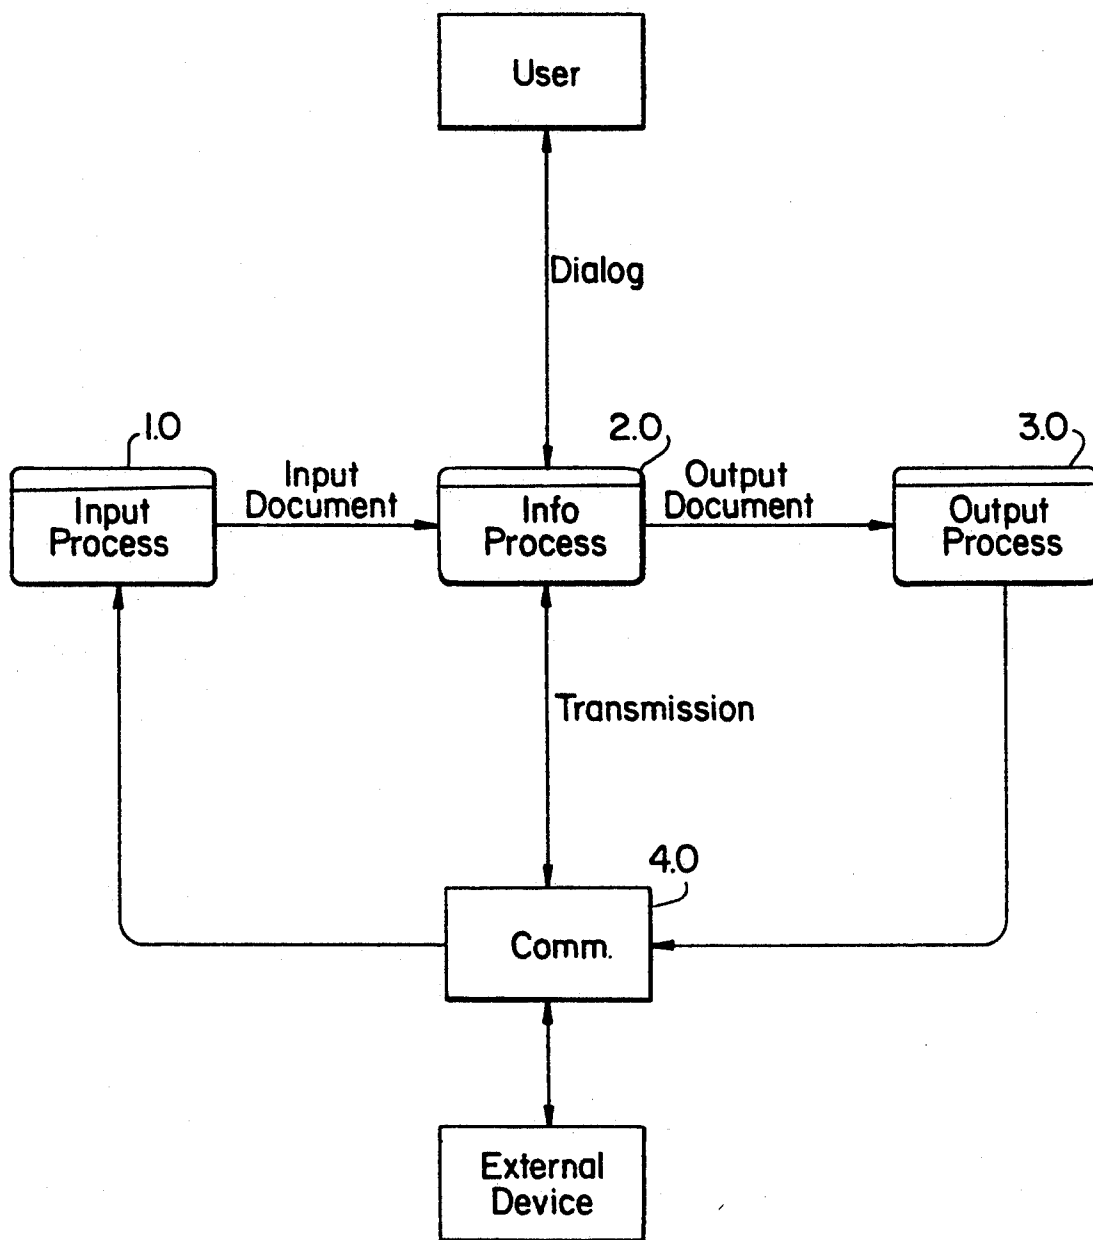 User
Dialog
1.0
2.0
3.0
Input
Process
Input
Document
Info
Process
Output
Document
Output
Process
Transmission
4.0
Comm.
External
Device